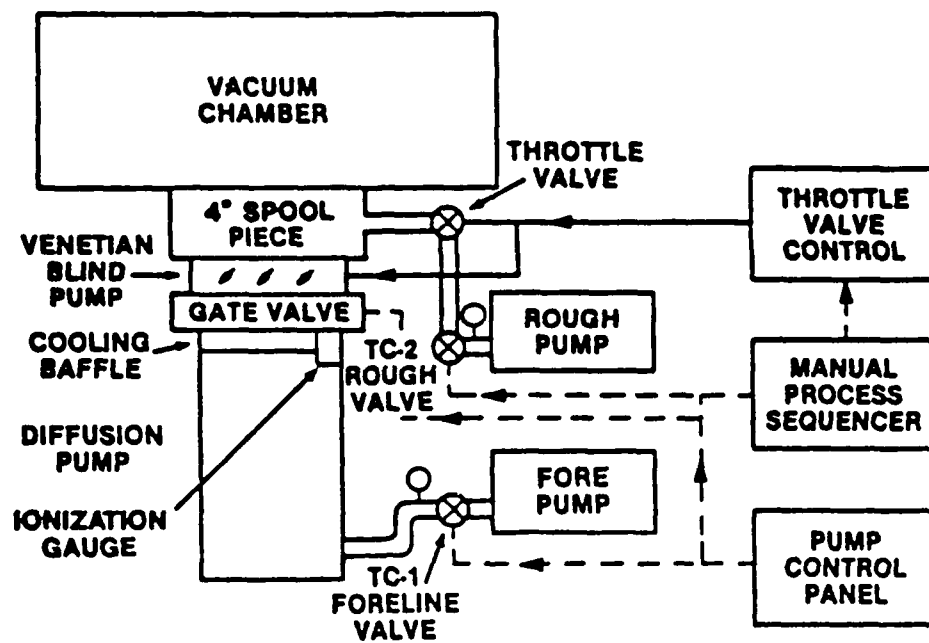 VACUUM
CHAMBER
THROTTLE
VALVE
4" SPOOL
PIECE
THROTTLE
VALVE
CONTROL
VENETIAN
BLIND
PUMP
GATE VALVE
COOLING
BAFFLE
TC-2
ROUGH
VALVE
ROUGH
PUMP
MANUAL
PROCESS
SEQUENCER
DIFFUSION
PUMP
IONIZATION
GAUGE
FORE
PUMP
TC-1
FORELINE
VALVE
PUMP
CONTROL
PANEL